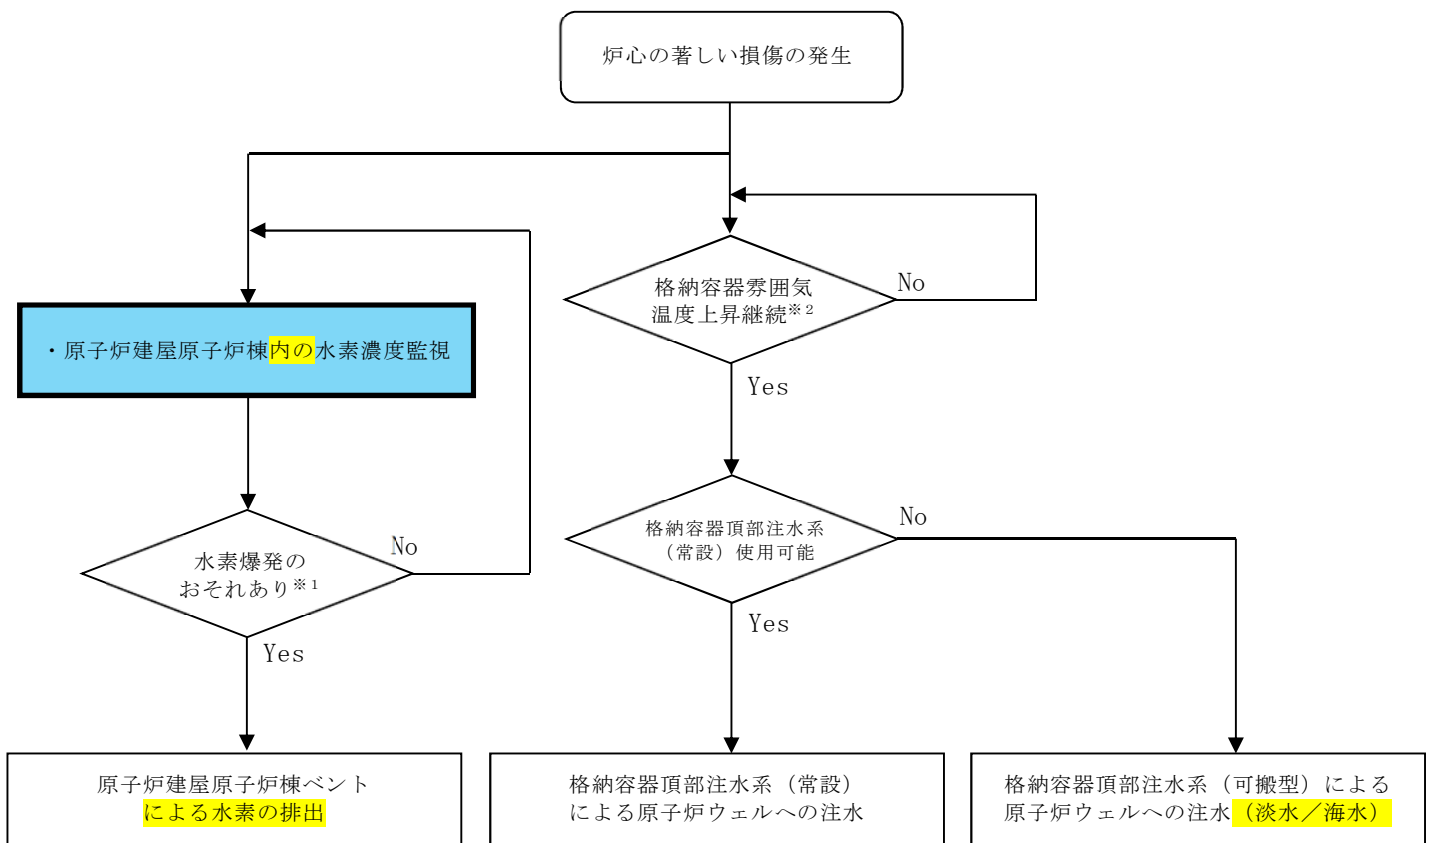 炉心の著しい損傷の発生
格納容器雰囲気
温度上昇継続※2
No
・原子炉建屋原子炉棟内の水素濃度監視
Yes
格納容器頂部注水系
（常設）使用可能
No
水素爆発の
おそれあり※1
No
Yes
Yes
原子炉建屋原子炉棟ベント
による水素の排出
格納容器頂部注水系（常設）
による原子炉ウェルへの注水
格納容器頂部注水系（可搬型）による
原子炉ウェルへの注水（淡水／海水）